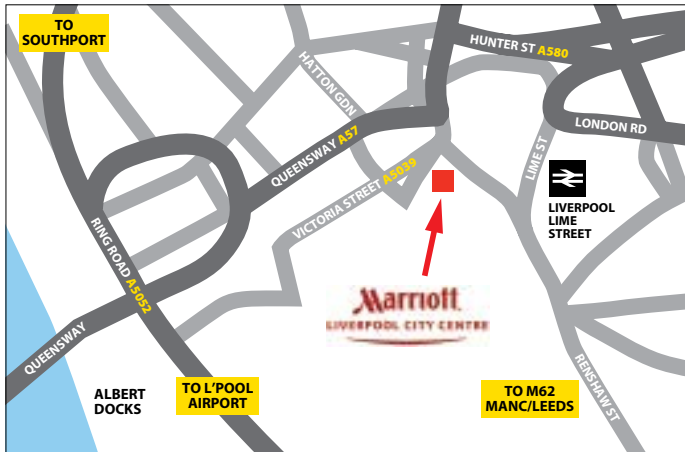 TO
SOUTHPORT
HUNTER ST A580
HATTON GDN
LONDON RD
QUEENSWAY A57
LIME ST
VICTORIA STREET A5039
LIVERPOOL
LIME
STREET
RING ROAD A5052
Marriott
LIVERPOOL CITY CENTRE
QUEENSWAY
RENSHAW ST
ALBERT
DOCKS
TO L'POOL
AIRPORT
TO M62
MANC/LEEDS